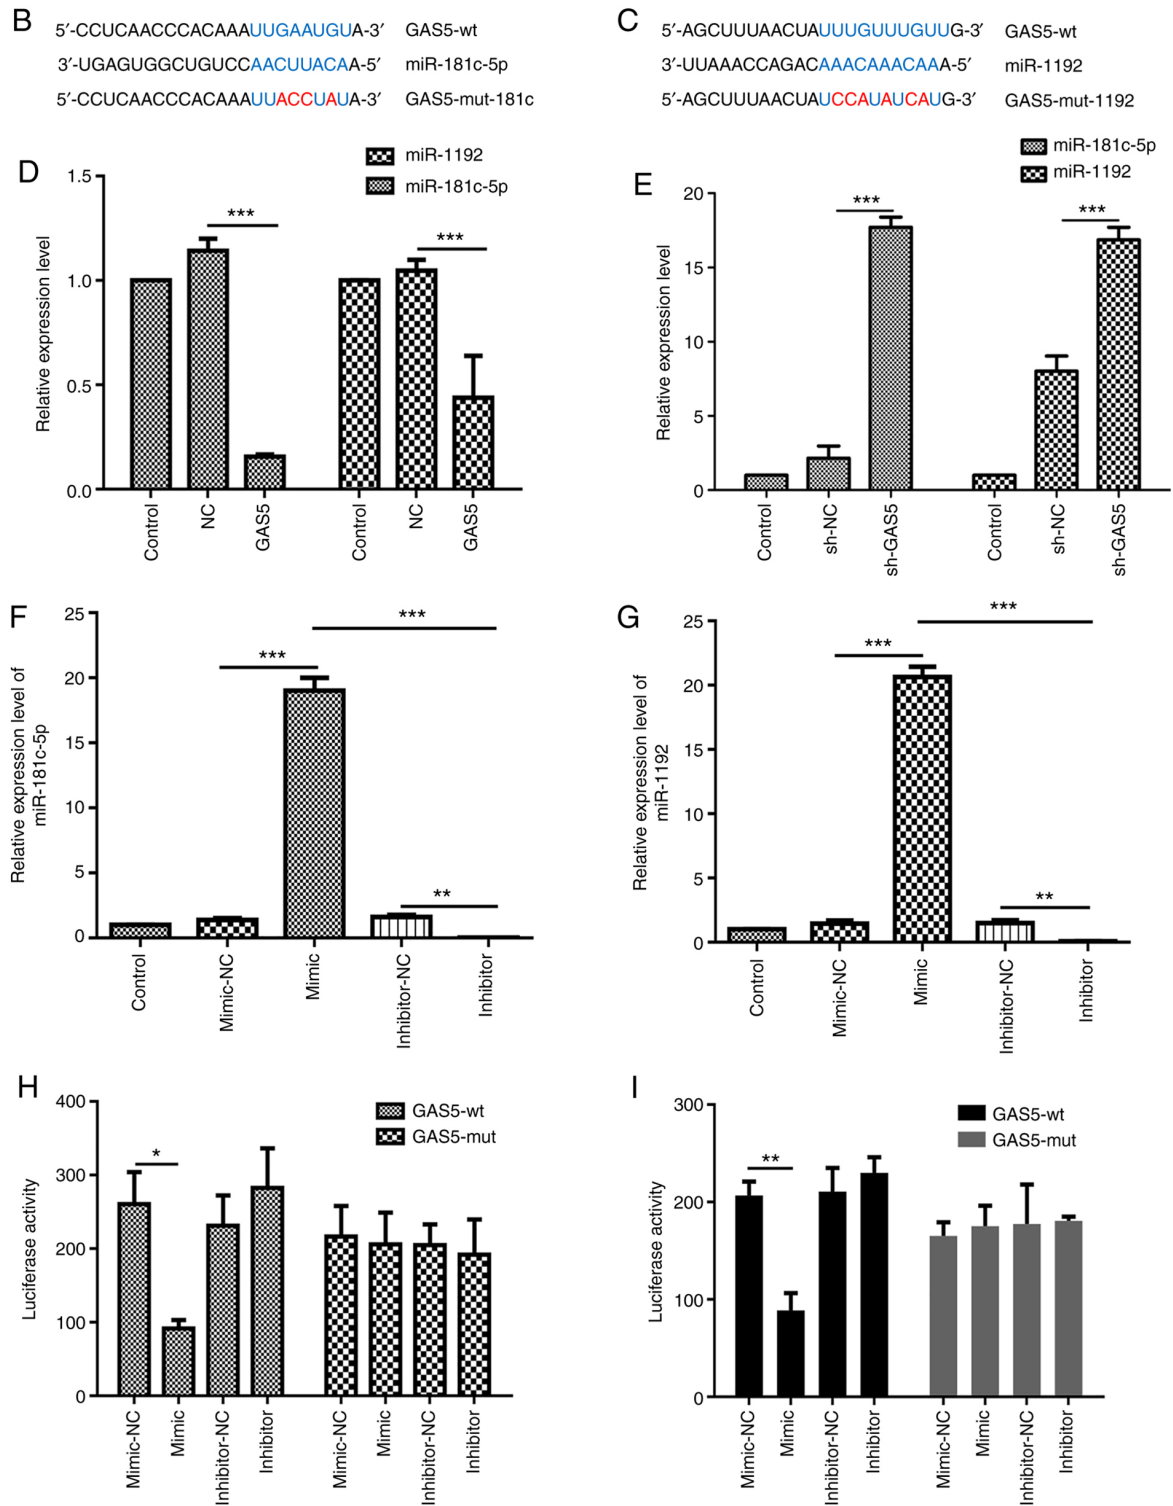 B
5′-CCUCAACCCACAAAUUGAAUGUA-3′ GAS5-wt
3′-UGAGUGGCUGUCCAACUUACAA-5′ miR-181c-5p
5′-CCUCAACCCACAAAUUACCUAUA-3′ GAS5-mut-181c
C
5′-AGCUUUAACUAUUUGUUUGUUG-3′ GAS5-wt
3′-UUAAACCAGACAAACAAACAAA-5′ miR-1192
5′-AGCUUUAACUAUCCAUAUCAUG-3′ GAS5-mut-1192
D
miR-1192
miR-181c-5p
Relative expression level
1.5
1.0
0.5
0.0
***
***
Control
NC
GAS5
Control
NC
GAS5
E
miR-181c-5p
miR-1192
Relative expression level
20
15
10
5
0
***
***
Control
sh-NC
sh-GAS5
Control
sh-NC
sh-GAS5
F
Relative expression level of
miR-181c-5p
25
20
15
10
5
0
***
***
**
Control
Mimic-NC
Mimic
Inhibitor-NC
Inhibitor
G
Relative expression level of
miR-1192
25
20
15
10
5
0
***
***
**
Control
Mimic-NC
Mimic
Inhibitor-NC
Inhibitor
H
GAS5-wt
GAS5-mut
Luciferase activity
400
300
200
100
0
*
Mimic-NC
Mimic
Inhibitor-NC
Inhibitor
Mimic-NC
Mimic
Inhibitor-NC
Inhibitor
I
GAS5-wt
GAS5-mut
Luciferase activity
300
200
100
0
**
Mimic-NC
Mimic
Inhibitor-NC
Inhibitor
Mimic-NC
Mimic
Inhibitor-NC
Inhibitor